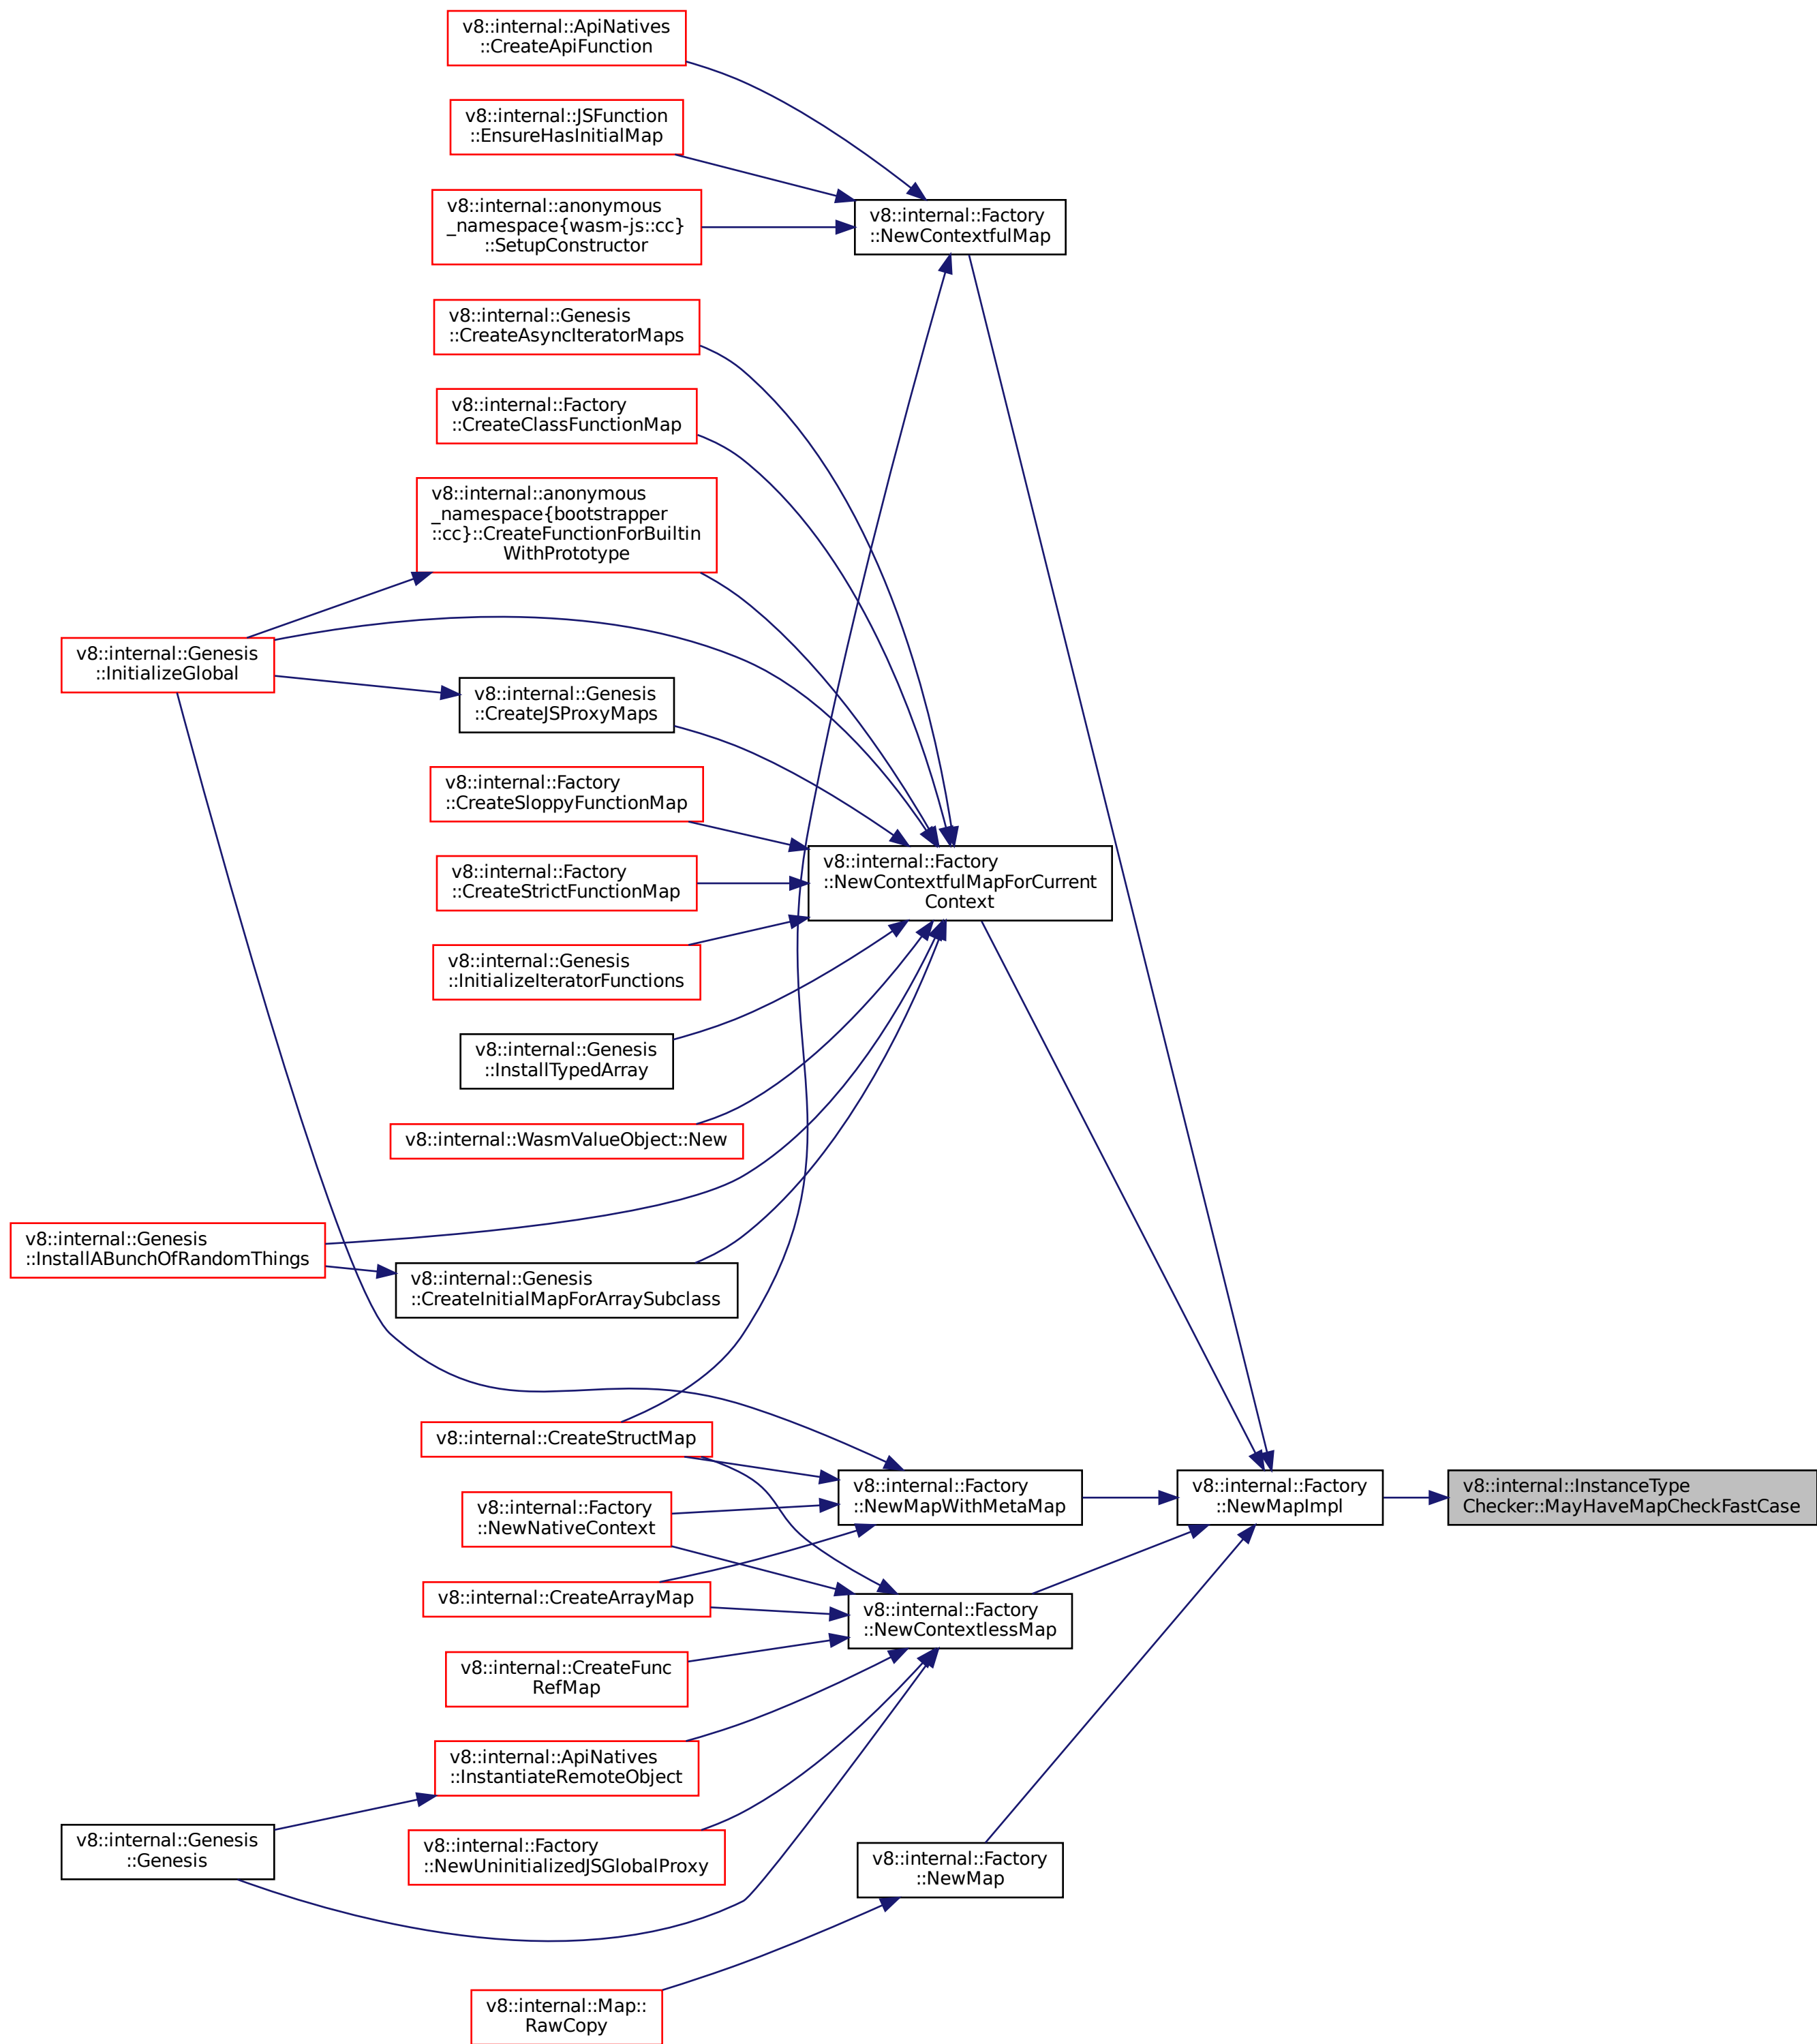 v8::internal::ApiNatives
::CreateApiFunction
v8::internal::JSFunction
::EnsureHasInitialMap
v8::internal::anonymous
_namespace{wasm-js::cc}
::SetupConstructor
v8::internal::Factory
::NewContextfulMap
v8::internal::Genesis
::CreateAsyncIteratorMaps
v8::internal::Factory
::CreateClassFunctionMap
v8::internal::anonymous
_namespace{bootstrapper
::cc}::CreateFunctionForBuiltin
WithPrototype
v8::internal::Genesis
::InitializeGlobal
v8::internal::Genesis
::CreateJSProxyMaps
v8::internal::Factory
::CreateSloppyFunctionMap
v8::internal::Factory
::CreateStrictFunctionMap
v8::internal::Factory
::NewContextfulMapForCurrent
Context
v8::internal::Genesis
::InitializeIteratorFunctions
v8::internal::Genesis
::InstallTypedArray
v8::internal::WasmValueObject::New
v8::internal::Genesis
::InstallABunchOfRandomThings
v8::internal::Genesis
::CreateInitialMapForArraySubclass
v8::internal::CreateStructMap
v8::internal::Factory
::NewNativeContext
v8::internal::Factory
::NewMapWithMetaMap
v8::internal::Factory
::NewMapImpl
v8::internal::InstanceType
Checker::MayHaveMapCheckFastCase
v8::internal::CreateArrayMap
v8::internal::Factory
::NewContextlessMap
v8::internal::CreateFunc
RefMap
v8::internal::ApiNatives
::InstantiateRemoteObject
v8::internal::Genesis
::Genesis
v8::internal::Factory
::NewUninitializedJSGlobalProxy
v8::internal::Factory
::NewMap
v8::internal::Map::
RawCopy